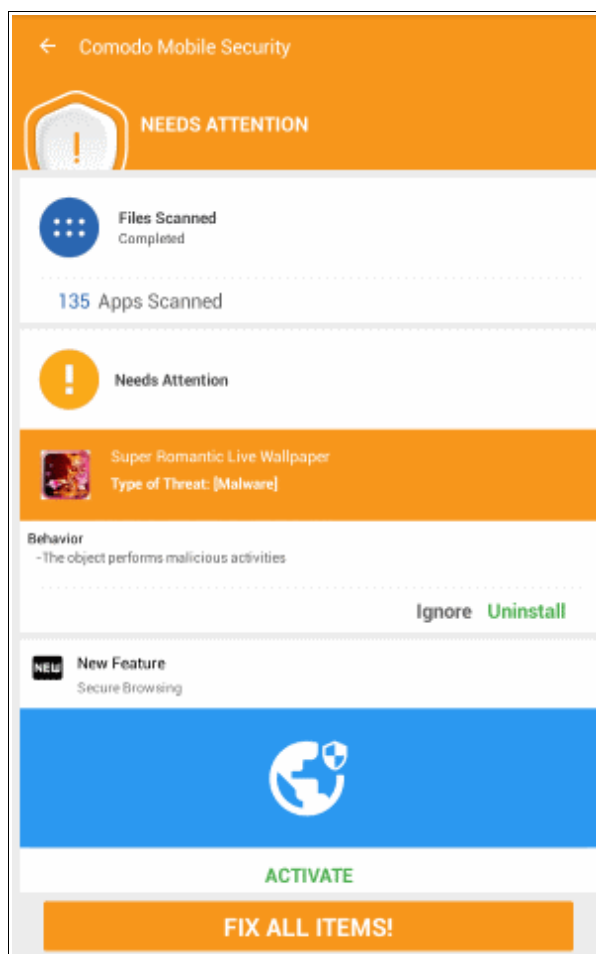 Comodo Mobile Security
NEEDS ATTENTION
Files Scanned
Completed
135 Apps Scanned
Needs Attention
Super Romantic Live Wallpaper
Type of Threat: [Malware]
Behavior
-The object performs malicious activities
Ignore Uninstall
NEW New Feature
Secure Browsing
ACTIVATE
FIX ALL ITEMS!